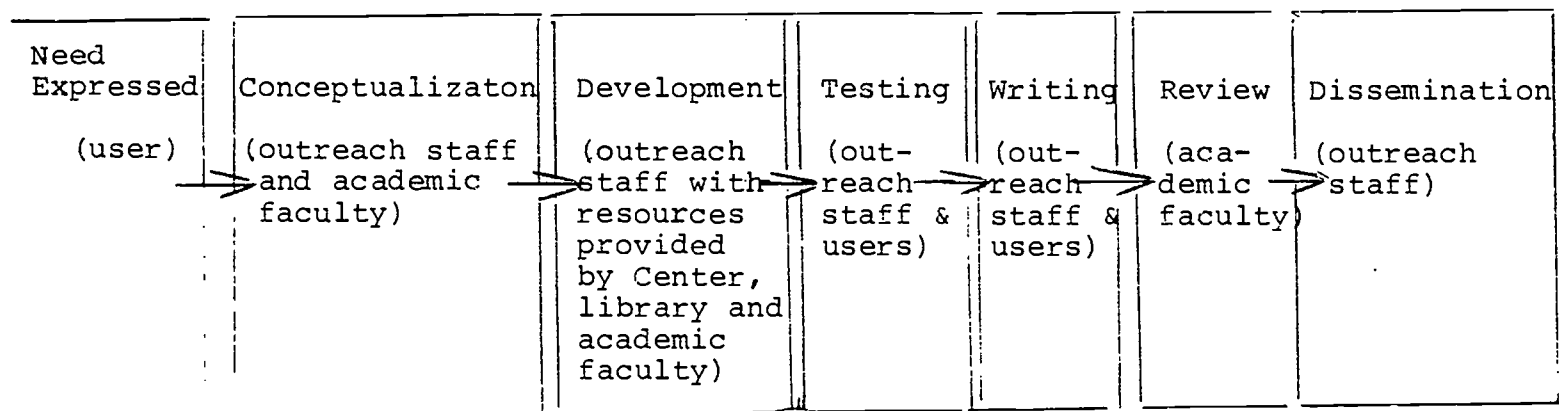 Need
Expressed
(user)
Conceptualizaton
(outreach staff
and academic
faculty)
Development
(outreach
staff with
resources
provided
by Center,
library and
academic
faculty)
Testing
(out-
reach
staff &
users)
Writing
(out-
reach
staff &
users)
Review
(aca-
demic
faculty)
Dissemination
(outreach
staff)